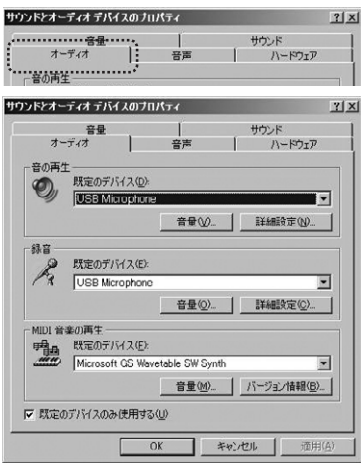 サウンドとオーディオ デバイスのプロパティ
音量 サウンド
オーディオ 音声 ハードウェア
音の再生
サウンドとオーディオ デバイスのプロパティ
音量 サウンド
オーディオ 音声 ハードウェア
音の再生
既定のデバイス(D):
USB Microphone
音量(V)... 詳細設定(N)...
録音
既定のデバイス(E):
USB Microphone
音量(O)... 詳細設定(C)...
MIDI 音楽の再生
既定のデバイス(F):
Microsoft GS Wavetable SW Synth
音量(M)... バージョン情報(B)...
既定のデバイスのみ使用する(U)
OK キャンセル 適用(A)